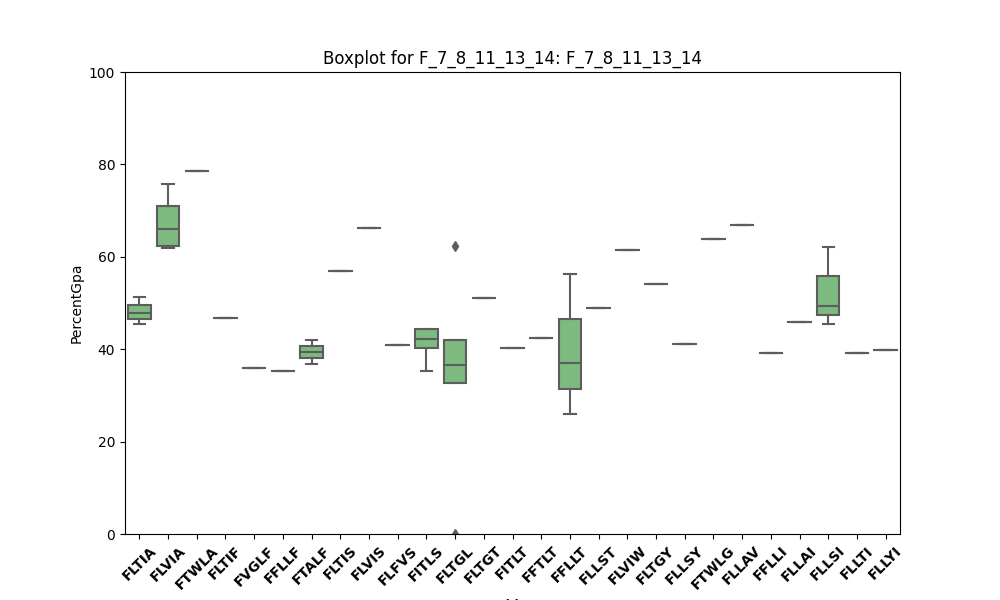 Boxplot for F_7_8_11_13_14: F_7_8_11_13_14
PercentGpa
100
80
60
40
20
0
FLTIA
FLVIA
FTWLA
FLTIF
FVGLF
FFLLF
FTALF
FLTIS
FLVIS
FLFVS
FITLS
FLTGL
FLTGT
FITLT
FFTLT
FFLLT
FLLST
FLVIW
FLTGY
FLLSY
FTWLG
FLLAV
FFLLI
FLLAI
FLLSI
FLLTI
FLLYI